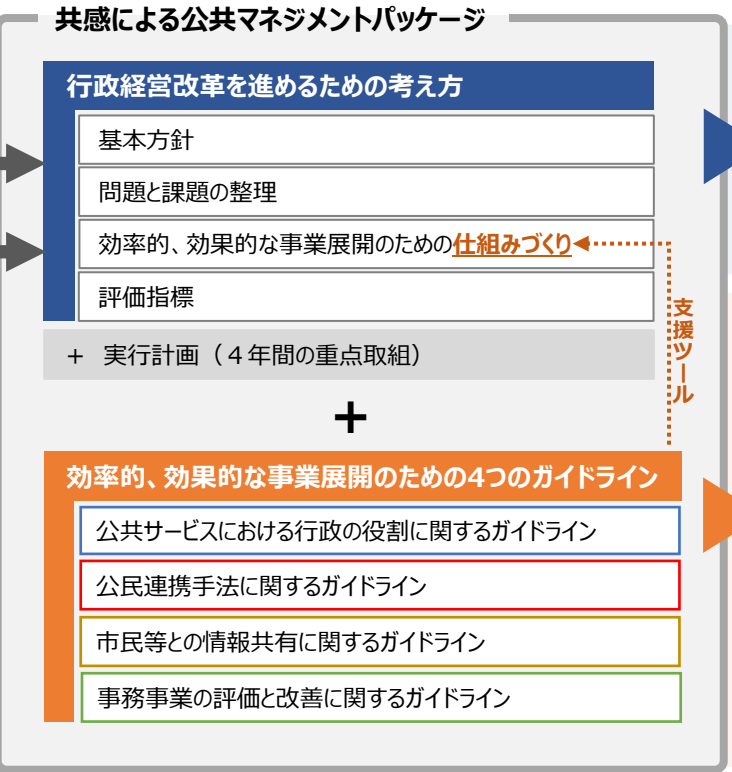 共感による公共マネジメントパッケージ
行政経営改革を進めるための考え方
基本方針
問題と課題の整理
効率的、効果的な事業展開のための仕組みづくり
評価指標
+ 実行計画（４年間の重点取組）
支援ツール
+
効率的、効果的な事業展開のための4つのガイドライン
公共サービスにおける行政の役割に関するガイドライン
公民連携手法に関するガイドライン
市民等との情報共有に関するガイドライン
事務事業の評価と改善に関するガイドライン